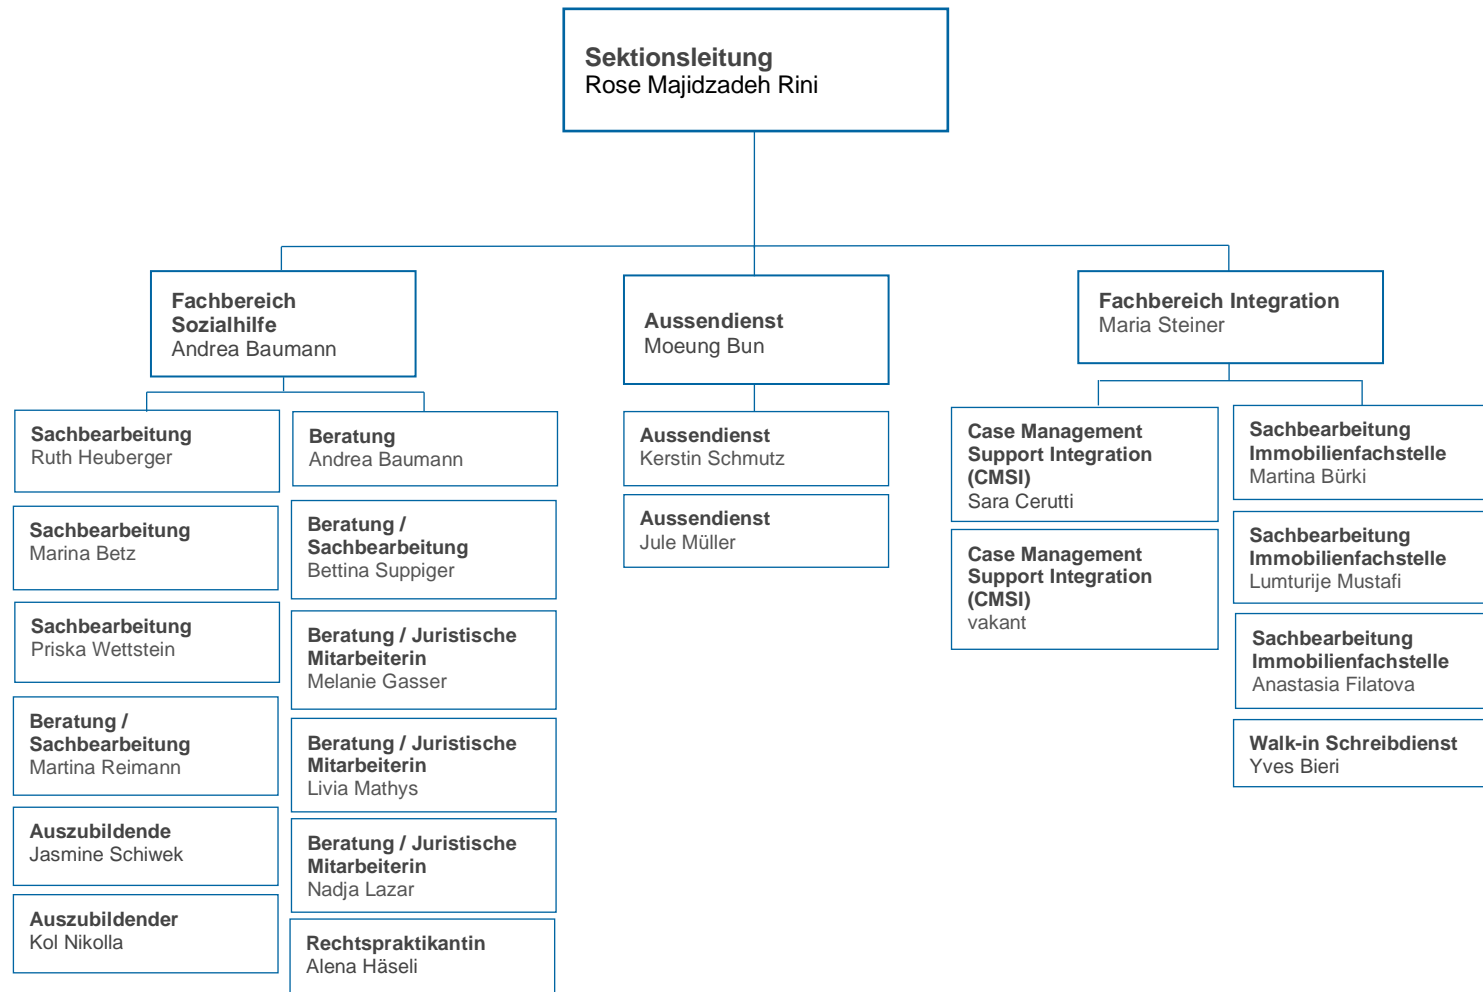 Sektionsleitung
Rose Majidzadeh Rini
Fachbereich
Sozialhilfe
Andrea Baumann
Aussendienst
Moeung Bun
Fachbereich Integration
Maria Steiner
Sachbearbeitung
Ruth Heuberger
Sachbearbeitung
Marina Betz
Sachbearbeitung
Priska Wettstein
Beratung /
Sachbearbeitung
Martina Reimann
Auszubildende
Jasmine Schiwek
Auszubildender
Kol Nikolla
Beratung
Andrea Baumann
Beratung /
Sachbearbeitung
Bettina Suppiger
Beratung / Juristische
Mitarbeiterin
Melanie Gasser
Beratung / Juristische
Mitarbeiterin
Livia Mathys
Beratung / Juristische
Mitarbeiterin
Nadja Lazar
Rechtspraktikantin
Alena Häseli
Aussendienst
Kerstin Schmutz
Aussendienst
Jule Müller
Case Management
Support Integration
(CMSI)
Sara Cerutti
Case Management
Support Integration
(CMSI)
vakant
Sachbearbeitung
Immobilienfachstelle
Martina Bürki
Sachbearbeitung
Immobilienfachstelle
Lumturije Mustafi
Sachbearbeitung
Immobilienfachstelle
Anastasia Filatova
Walk-in Schreibdienst
Yves Bieri